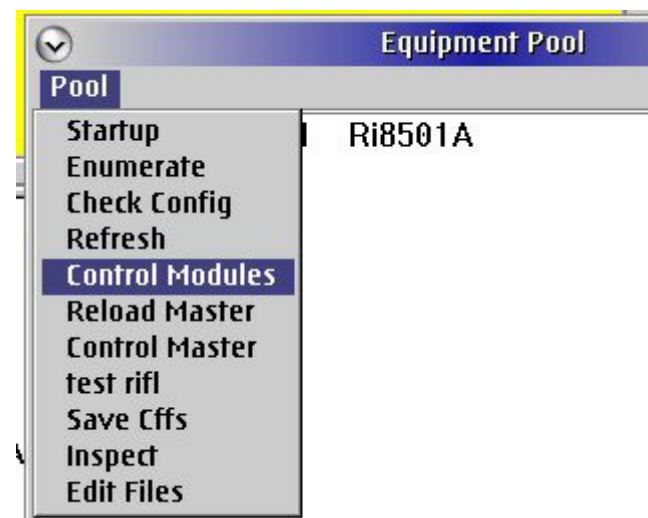 Equipment Pool
Pool
Startup
Ri8501A
Enumerate
Check Config
Refresh
Control Modules
Reload Master
Control Master
test rifl
Save Cffs
Inspect
Edit Files